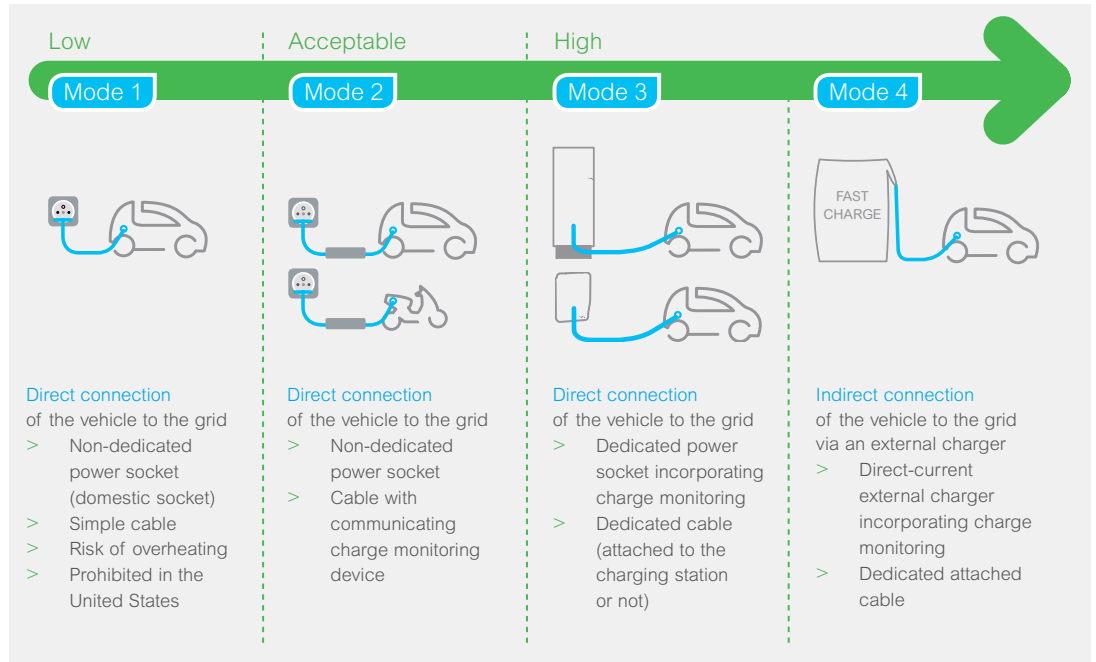 Low
Acceptable
High
Mode 1
Mode 2
Mode 3
Mode 4
FAST
CHARGE
Direct connection
of the vehicle to the grid
> Non-dedicated
power socket
(domestic socket)
> Simple cable
> Risk of overheating
> Prohibited in the
United States
Direct connection
of the vehicle to the grid
> Non-dedicated
power socket
> Cable with
communicating
charge monitoring
device
Direct connection
of the vehicle to the grid
> Dedicated power
socket incorporating
charge monitoring
> Dedicated cable
(attached to the
charging station
or not)
Indirect connection
of the vehicle to the grid
via an external charger
> Direct-current
external charger
incorporating charge
monitoring
> Dedicated attached
cable